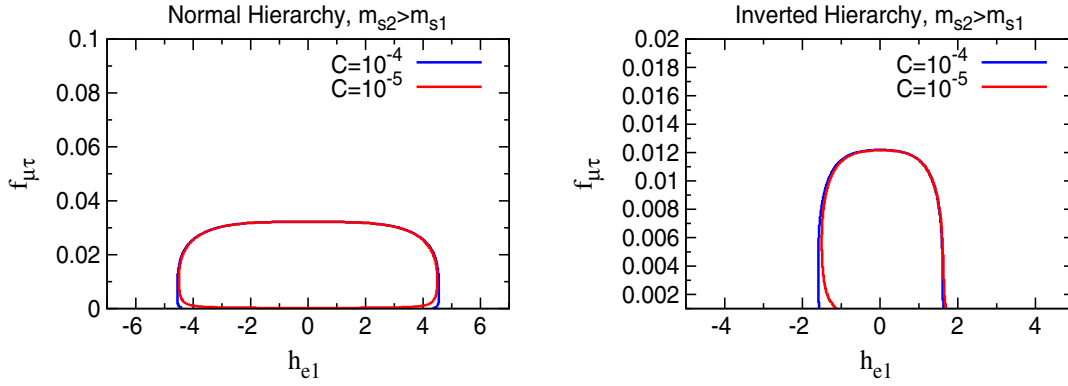 Normal Hierarchy, m_s2>m_s1
C=10^-4
C=10^-5
0.1
0.08
0.06
0.04
0.02
0
f_μτ
-6 -4 -2 0 2 4 6
h_e1
Inverted Hierarchy, m_s2>m_s1
C=10^-4
C=10^-5
0.02
0.018
0.016
0.014
0.012
0.01
0.008
0.006
0.004
0.002
f_μτ
-4 -2 0 2 4
h_e1